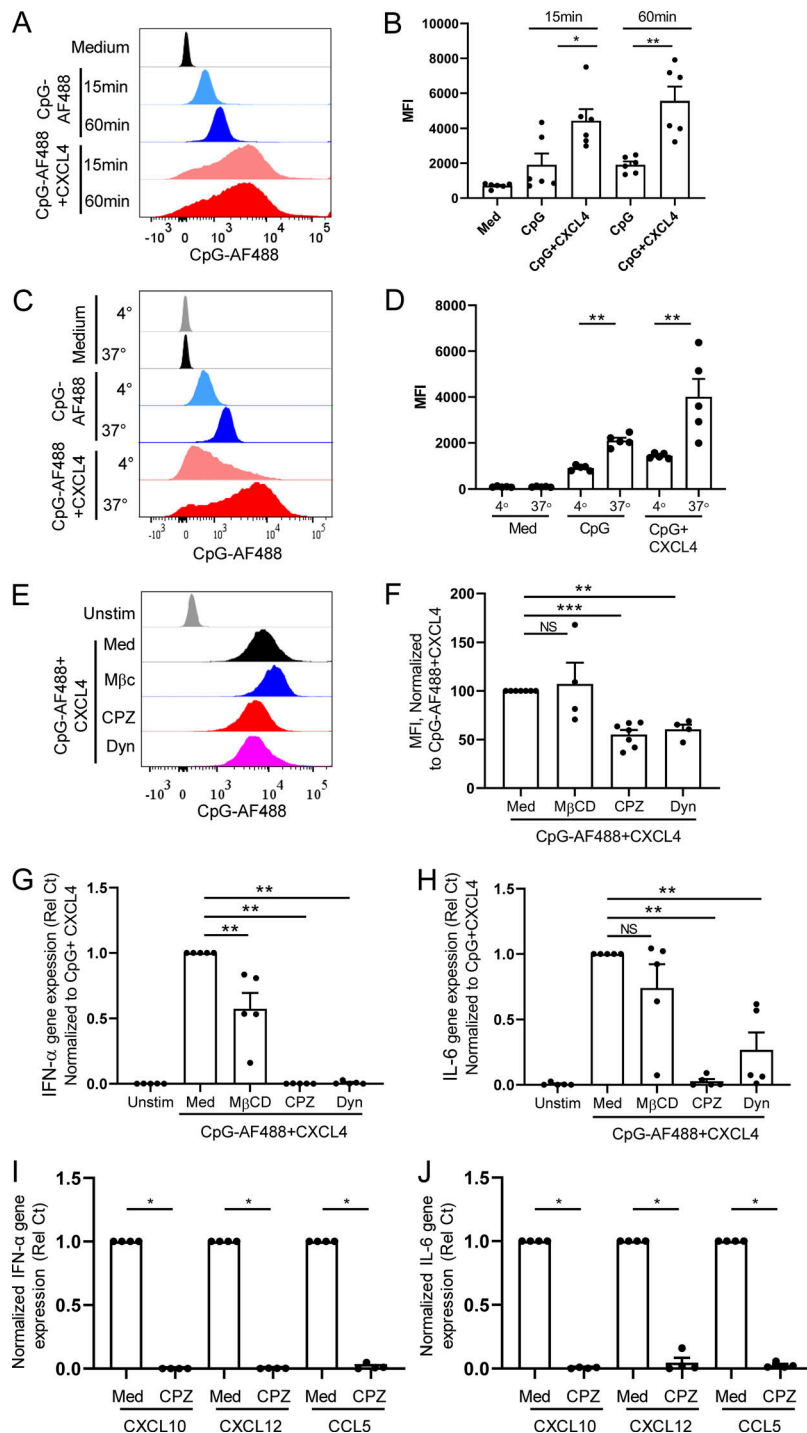 A
Medium
CpG-
AF488
15min
60min
CpG-AF488
+CXCL4
15min
60min
-10³ 0 10³ 10⁴ 10⁵
CpG-AF488
B
15min 60min
* **
MFI
10000
8000
6000
4000
2000
0
Med CpG CpG+CXCL4 CpG CpG+CXCL4
C
Medium
4°
37°
CpG-
AF488
4°
37°
CpG-AF488
+CXCL4
4°
37°
-10³ 0 10³ 10⁴ 10⁵
CpG-AF488
D
** **
MFI
8000
6000
4000
2000
0
4° 37° 4° 37° 4° 37°
Med CpG CpG+
CXCL4
E
Unstim
CpG-AF488+
CXCL4
Med
Mβc
CPZ
Dyn
-10³ 0 10³ 10⁴ 10⁵
CpG-AF488
F
**
***
NS
MFI, Normalized
to CpG-AF488+CXCL4
200
150
100
50
0
Med MβCD CPZ Dyn
CpG-AF488+CXCL4
G
**
**
**
IFN-α gene expression (Rel Ct)
Normalized to CpG+ CXCL4
1.5
1.0
0.5
0.0
Unstim Med MβCD CPZ Dyn
CpG-AF488+CXCL4
H
**
**
NS
IL-6 gene expression (Rel Ct)
Normalized to CpG+CXCL4
1.5
1.0
0.5
0.0
Unstim Med MβCD CPZ Dyn
CpG-AF488+CXCL4
I
* * *
Normalized IFN-α gene
expression (Rel Ct)
1.5
1.0
0.5
0.0
Med CPZ Med CPZ Med CPZ
CXCL10 CXCL12 CCL5
J
* * *
Normalized IL-6 gene
expression (Rel Ct)
1.5
1.0
0.5
0.0
Med CPZ Med CPZ Med CPZ
CXCL10 CXCL12 CCL5